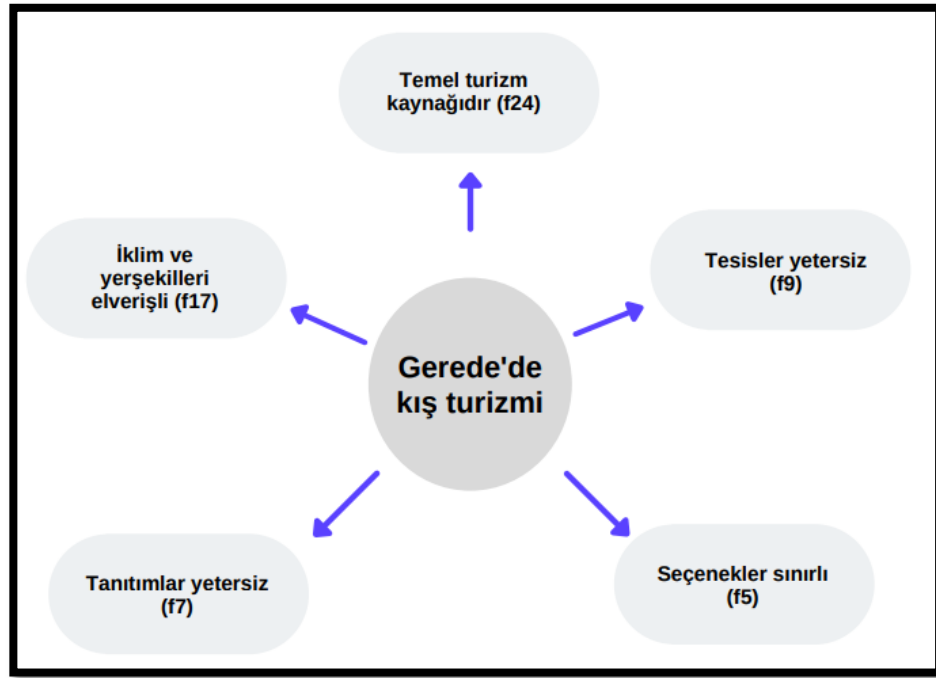 Temel turizm
kaynağıdır (f24)
İklim ve
yerşekilleri
elverişli (f17)
Tesisler yetersiz
(f9)
Gerede'de
kış turizmi
Tanıtımlar yetersiz
(f7)
Seçenekler sınırlı
(f5)